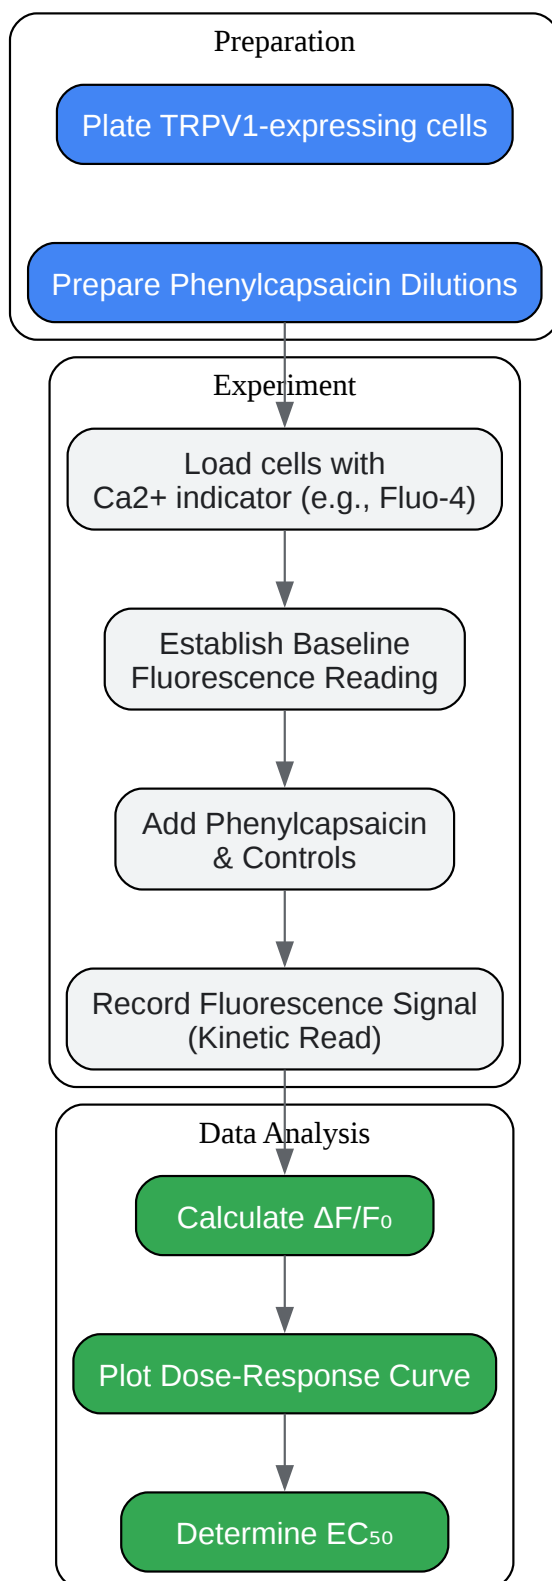 Preparation
Plate TRPV1-expressing cells
Prepare Phenylcapsaicin Dilutions
Experiment
Load cells with
Ca2+ indicator (e.g., Fluo-4)
Establish Baseline
Fluorescence Reading
Add Phenylcapsaicin
& Controls
Record Fluorescence Signal
(Kinetic Read)
Data Analysis
Calculate ΔF/F₀
Plot Dose-Response Curve
Determine EC₅₀